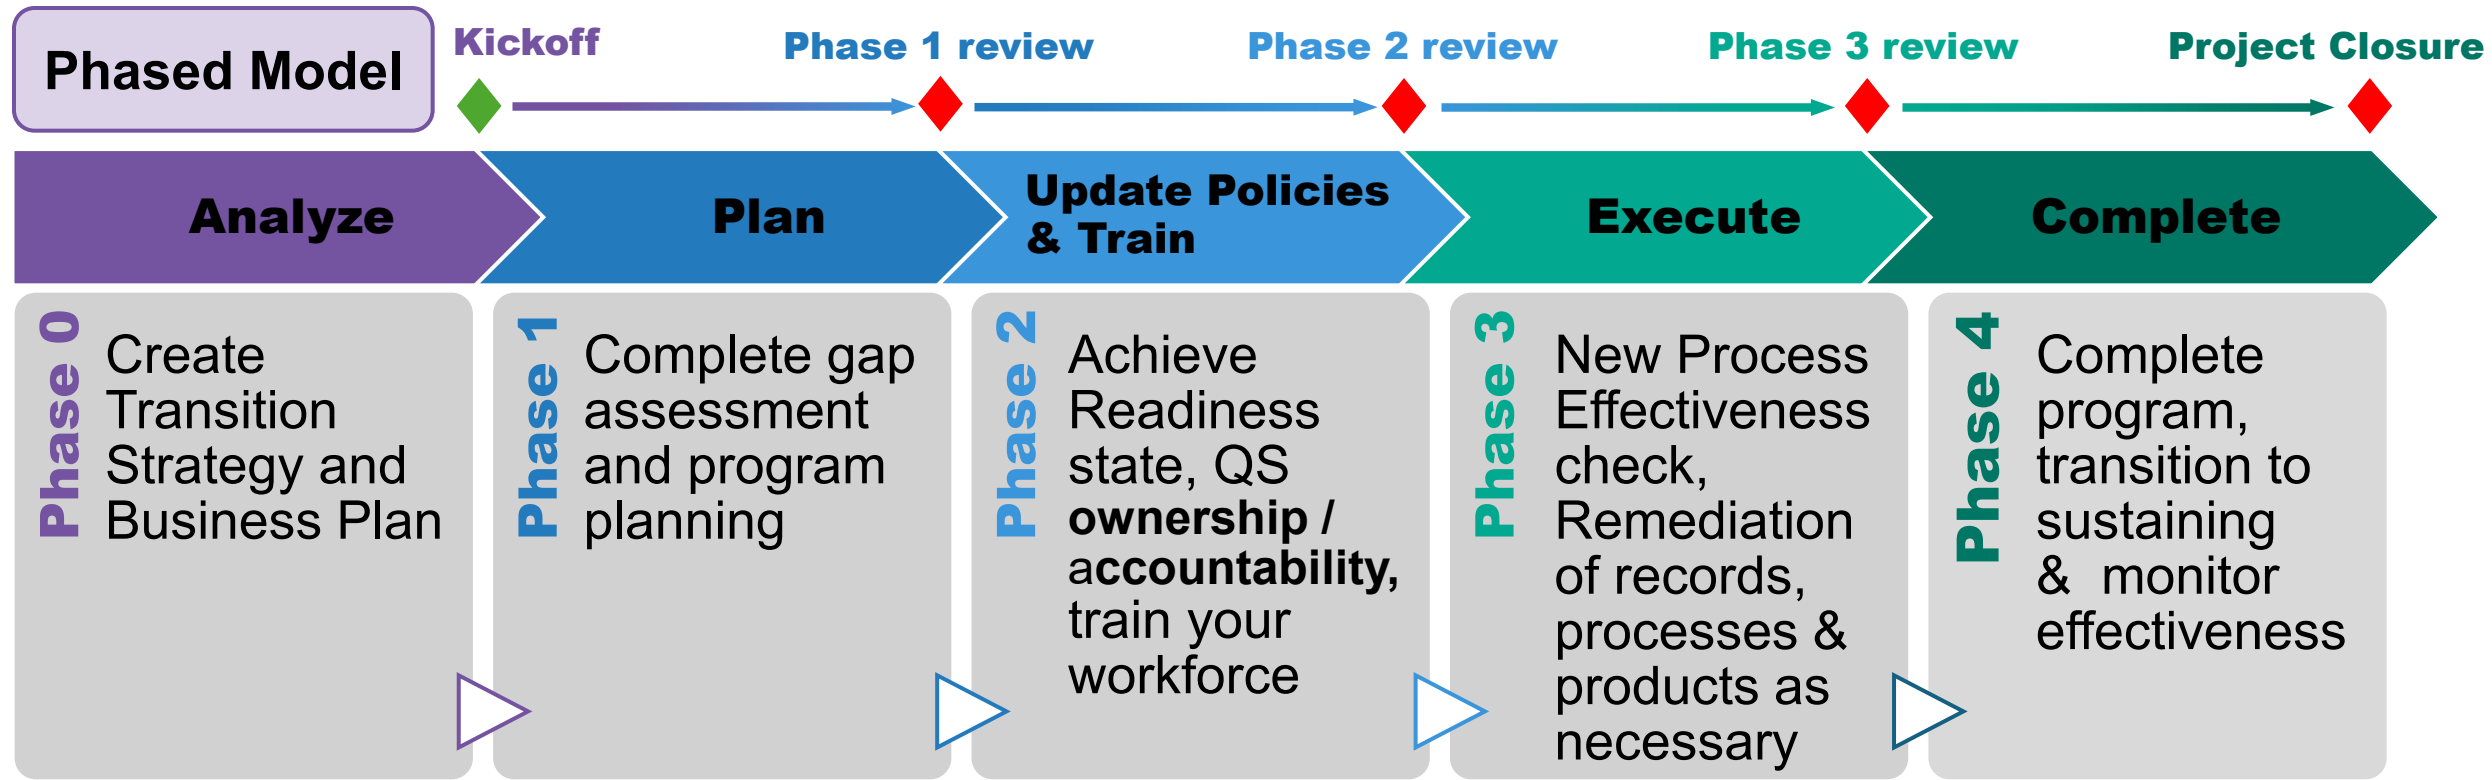 Phased Model
Kickoff
Phase 1 review
Phase 2 review
Phase 3 review
Project Closure
Analyze
Plan
Update Policies
& Train
Execute
Complete
Phase 0
Create
Transition
Strategy and
Business Plan
Phase 1
Complete gap
assessment
and program
planning
Phase 2
Achieve
Readiness
state, QS
ownership /
accountability,
train your
workforce
Phase 3
New Process
Effectiveness
check,
Remediation
of records,
processes &
products as
necessary
Phase 4
Complete
program,
transition to
sustaining
&  monitor
effectiveness